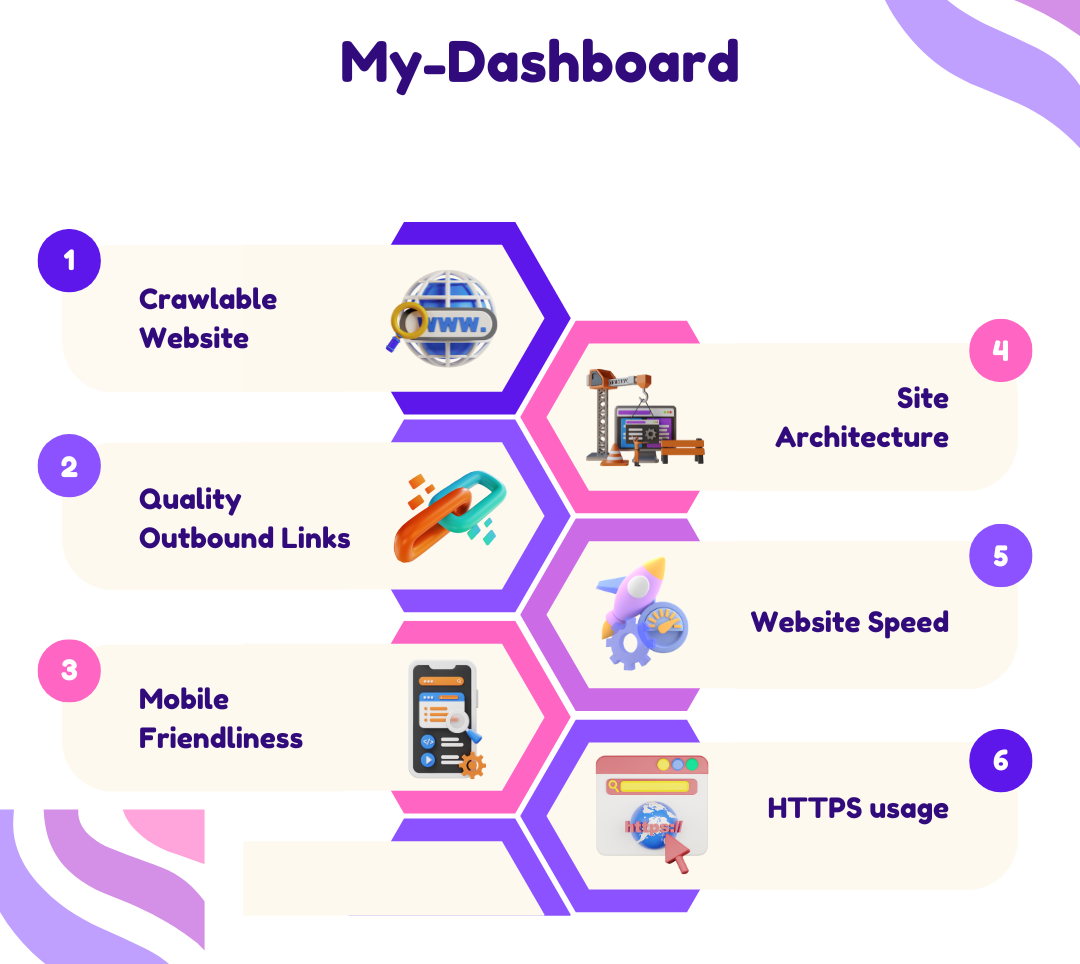 My-Dashboard
1
Crawlable
Website
www.
2
Quality
Outbound Links
3
Mobile
Friendliness
4
Site
Architecture
5
Website Speed
6
HTTPS usage
https://